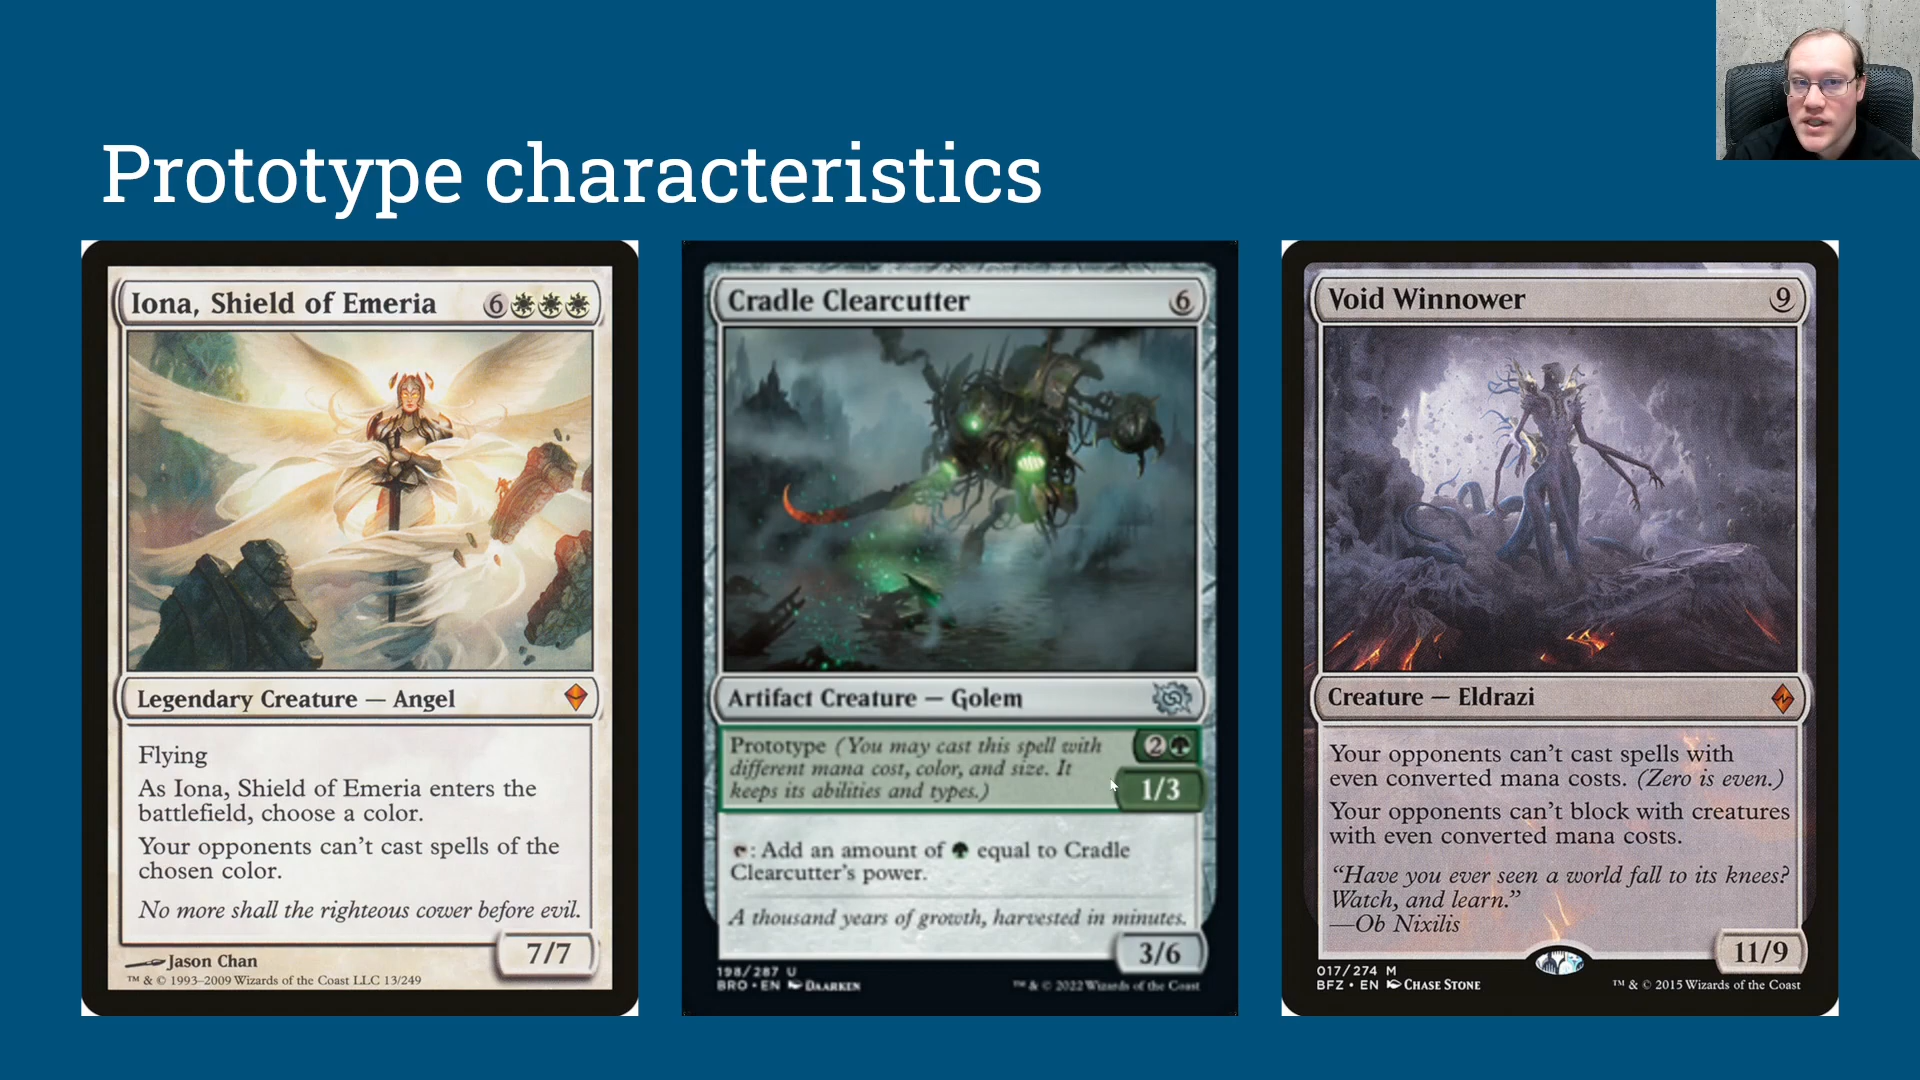 Prototype characteristics
Iona, Shield of Emeria 6
Legendary Creature — Angel
Flying
As Iona, Shield of Emeria enters the
battlefield, choose a color.
Your opponents can't cast spells of the
chosen color.
No more shall the righteous cower before evil.
7/7
Jason Chan
™ & © 1993–2009 Wizards of the Coast LLC 13/249
Cradle Clearcutter 6
Artifact Creature — Golem
Prototype (You may cast this spell with 2
different mana cost, color, and size. It
keeps its abilities and types.) 1/3
: Add an amount of equal to Cradle
Clearcutter's power.
A thousand years of growth, harvested in minutes.
3/6
198/287 U
BRO • EN Daarken ™ & © 2022 Wizards of the Coast
Void Winnower 9
Creature — Eldrazi
Your opponents can't cast spells with
even converted mana costs. (Zero is even.)
Your opponents can't block with creatures
with even converted mana costs.
"Have you ever seen a world fall to its knees?
Watch, and learn."
—Ob Nixilis
11/9
017/274 M
BFZ • EN Chase Stone ™ & © 2015 Wizards of the Coast